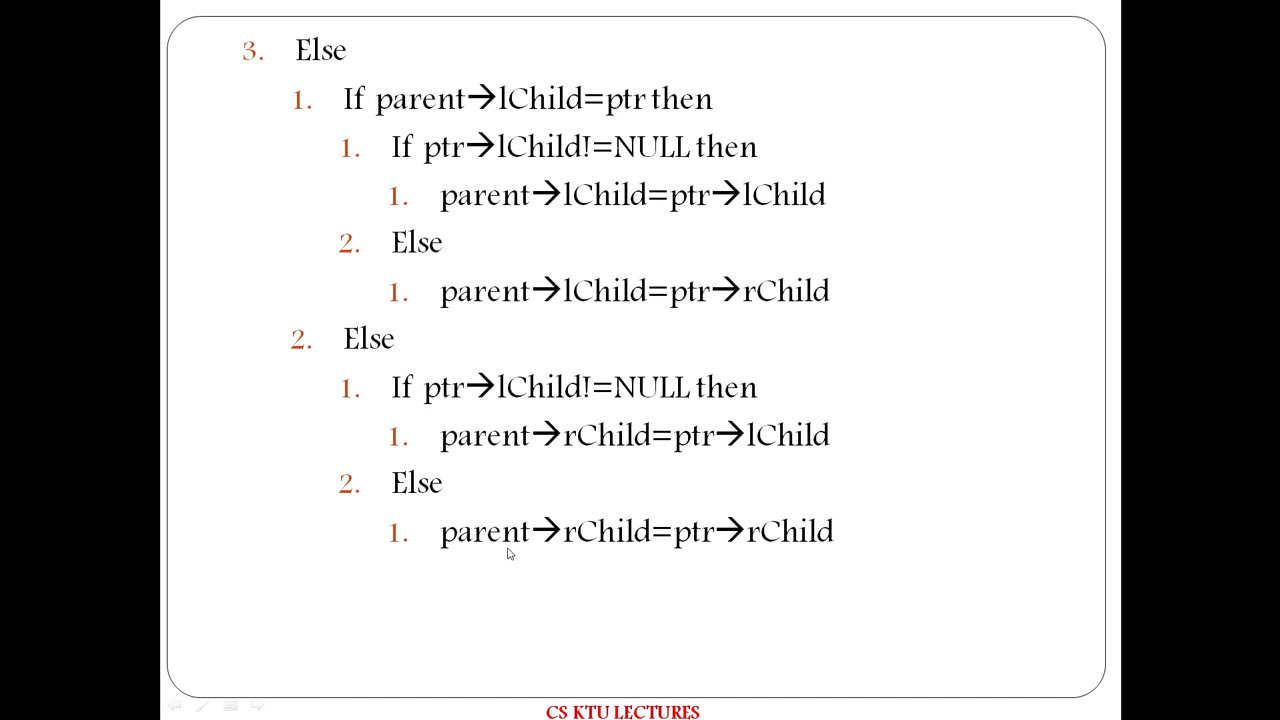 3. Else
1. If parent→lChild=ptr then
1. If ptr→lChild!=NULL then
1. parent→lChild=ptr→lChild
2. Else
1. parent→lChild=ptr→rChild
2. Else
1. If ptr→lChild!=NULL then
1. parent→rChild=ptr→lChild
2. Else
1. parent→rChild=ptr→rChild
CS KTU LECTURES